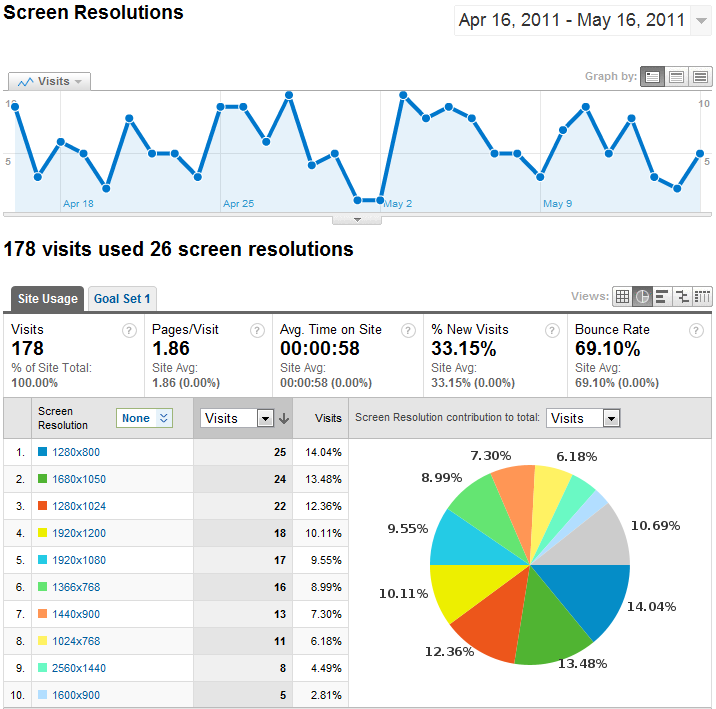 Screen Resolutions
Apr 16, 2011 - May 16, 2011
Visits
Graph by:
10
10
5
5
Apr 18
Apr 25
May 2
May 9
178 visits used 26 screen resolutions
Site Usage
Goal Set 1
Views:
Visits ?
178
% of Site Total:
100.00%
Pages/Visit ?
1.86
Site Avg:
1.86 (0.00%)
Avg. Time on Site ?
00:00:58
Site Avg:
00:00:58 (0.00%)
% New Visits ?
33.15%
Site Avg:
33.15% (0.00%)
Bounce Rate ?
69.10%
Site Avg:
69.10% (0.00%)
Screen Resolution
None
Visits
Visits
Screen Resolution contribution to total:
Visits
1. 1280x800 25 14.04%
2. 1680x1050 24 13.48%
3. 1280x1024 22 12.36%
4. 1920x1200 18 10.11%
5. 1920x1080 17 9.55%
6. 1366x768 16 8.99%
7. 1440x900 13 7.30%
8. 1024x768 11 6.18%
9. 2560x1440 8 4.49%
10. 1600x900 5 2.81%
7.30%
6.18%
8.99%
10.69%
9.55%
10.11%
14.04%
12.36%
13.48%